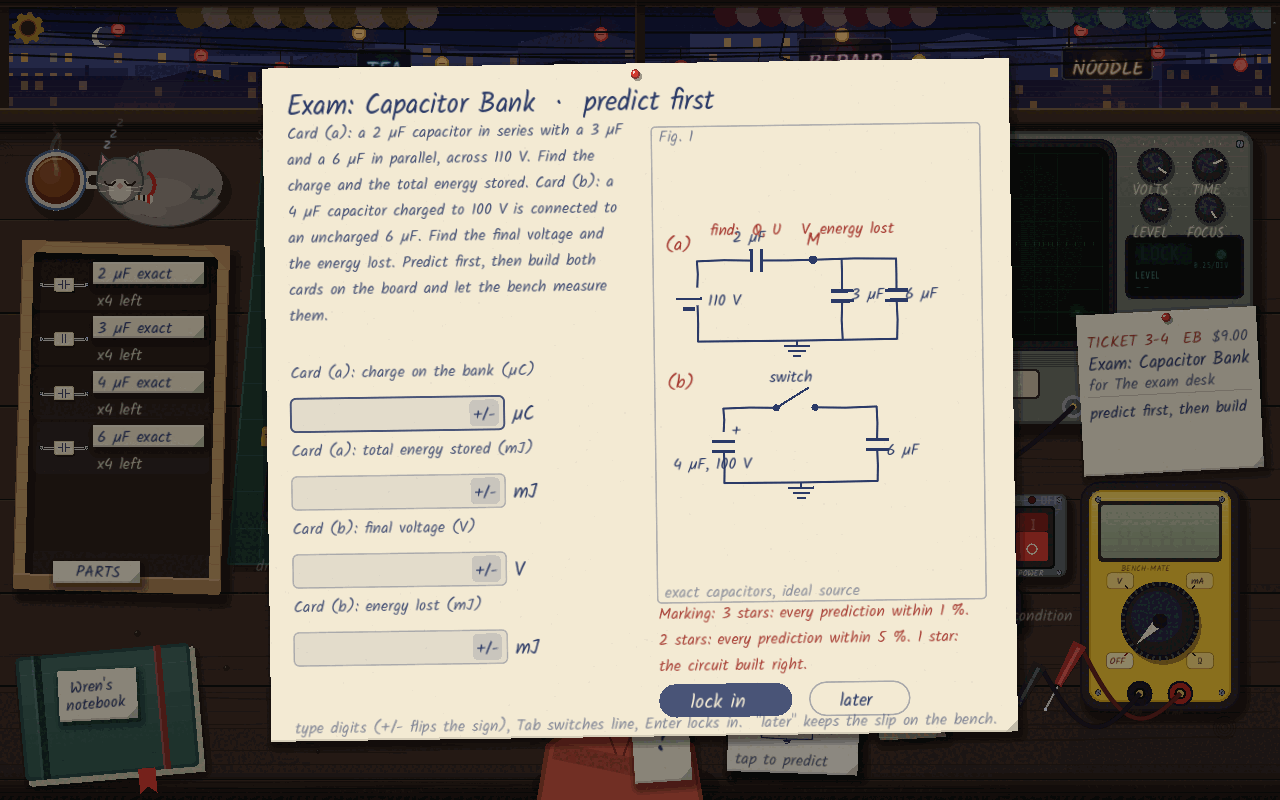 TEA
REPAIR
NOODLE
z
z
z
2 µF exact
x4 left
3 µF exact
x4 left
4 µF exact
x4 left
6 µF exact
x4 left
PARTS
Wren's
notebook
Exam: Capacitor Bank · predict first
Card (a): a 2 µF capacitor in series with a 3 µF
and a 6 µF in parallel, across 110 V. Find the
charge and the total energy stored. Card (b): a
4 µF capacitor charged to 100 V is connected to
an uncharged 6 µF. Find the final voltage and
the energy lost. Predict first, then build both
cards on the board and let the bench measure
them.
Card (a): charge on the bank (µC)
+/- µC
Card (a): total energy stored (mJ)
+/- mJ
Card (b): final voltage (V)
+/- V
Card (b): energy lost (mJ)
+/- mJ
Fig. 1
find: Q U V energy lost
(a)
2 µF
M
110 V
3 µF
6 µF
(b)
switch
+
4 µF, 100 V
6 µF
exact capacitors, ideal source
Marking: 3 stars: every prediction within 1 %.
2 stars: every prediction within 5 %. 1 star:
the circuit built right.
lock in
later
type digits (+/- flips the sign), Tab switches line, Enter locks in. "later" keeps the slip on the bench.
tap to predict
VOLTS TIME
LEVEL FOCUS
LOCK
LEVEL
TICKET 3-4 EB $9.00
Exam: Capacitor Bank
for The exam desk
predict first, then build
POWER
condition
BENCH-MATE
V
mA
OFF
Ω